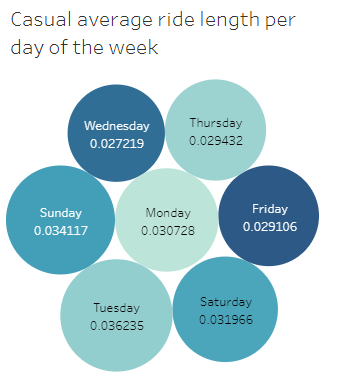 Casual average ride length per
day of the week
Wednesday
0.027219
Thursday
0.029432
Sunday
0.034117
Monday
0.030728
Friday
0.029106
Tuesday
0.036235
Saturday
0.031966